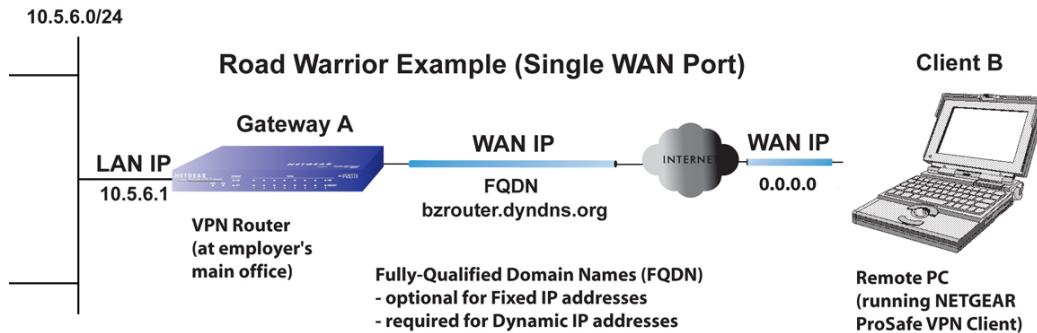 10.5.6.0/24
Road Warrior Example (Single WAN Port)
Client B
Gateway A
LAN IP
10.5.6.1
NETGEAR
NETGEAR
WAN IP
FQDN
bzrouter.dyndns.org
INTERNET
WAN IP
0.0.0.0
VPN Router
(at employer's
main office)
Fully-Qualified Domain Names (FQDN)
- optional for Fixed IP addresses
- required for Dynamic IP addresses
Remote PC
(running NETGEAR
ProSafe VPN Client)